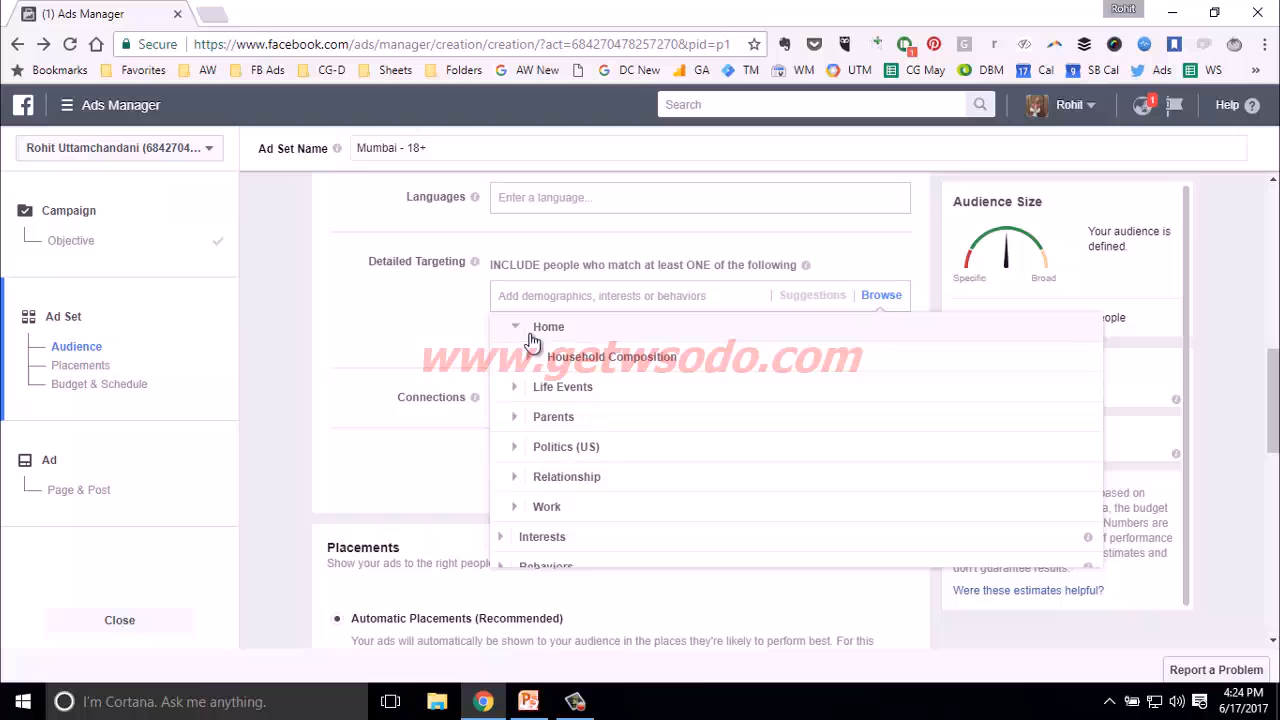 (1) Ads Manager
Rohit
Secure
https://www.facebook.com/ads/manager/creation/creation/?act=684270478257270&pid=p1
Bookmarks
Favorites
AW
FB Ads
CG-D
Sheets
Folders
AW New
DC New
GA
TM
WM
UTM
CG May
DBM
Cal
SB Cal
Ads
WS
Ads Manager
Search
Rohit
1
Help
Rohit Uttamchandani (6842704...
Ad Set Name
Mumbai - 18+
Campaign
Objective
Ad Set
Audience
Placements
Budget & Schedule
Ad
Page & Post
Close
Languages
Enter a language...
Detailed Targeting
INCLUDE people who match at least ONE of the following
Add demographics, interests or behaviors
Suggestions
Browse
Home
Household Composition
Life Events
Parents
Politics (US)
Relationship
Work
Interests
Behaviors
www.getwsodo.com
Connections
Placements
Show your ads to the right people
Automatic Placements (Recommended)
Your ads will automatically be shown to your audience in the places they're likely to perform best. For this
Audience Size
Your audience is
defined.
Specific
Broad
eople
based on
a, the budget
Numbers are
of performance
estimates and
don't guarantee results.
Were these estimates helpful?
Report a Problem
I'm Cortana. Ask me anything.
4:24 PM
6/17/2017